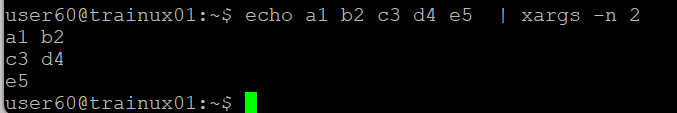 user60@trainux01:~$ echo a1 b2 c3 d4 e5  | xargs -n 2
a1 b2
c3 d4
e5
user60@trainux01:~$